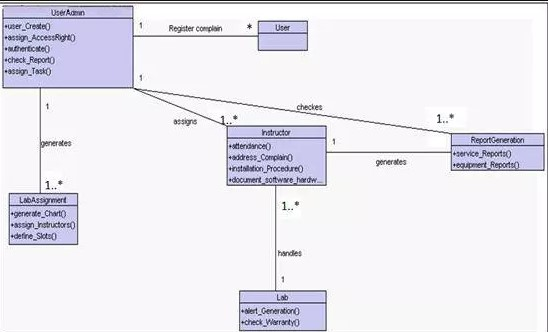 UserAdmin
+user_Create()
+assign_AccessRight()
+authenticate()
+check_Report()
+assign_Task()
1
Register complain
*
User
1
1
checkes
assigns
1..*
1..*
generates
Instructor
+attendance()
+address_Complain()
+installation_Procedure()
+document_software_hardw...
1
generates
ReportGeneration
+service_Reports()
+equipment_Reports()
1..*
LabAssignment
+generate_Chart()
+assign_Instructors()
+define_Slots()
1..*
handles
1
Lab
+alert_Generation()
+check_Warranty()